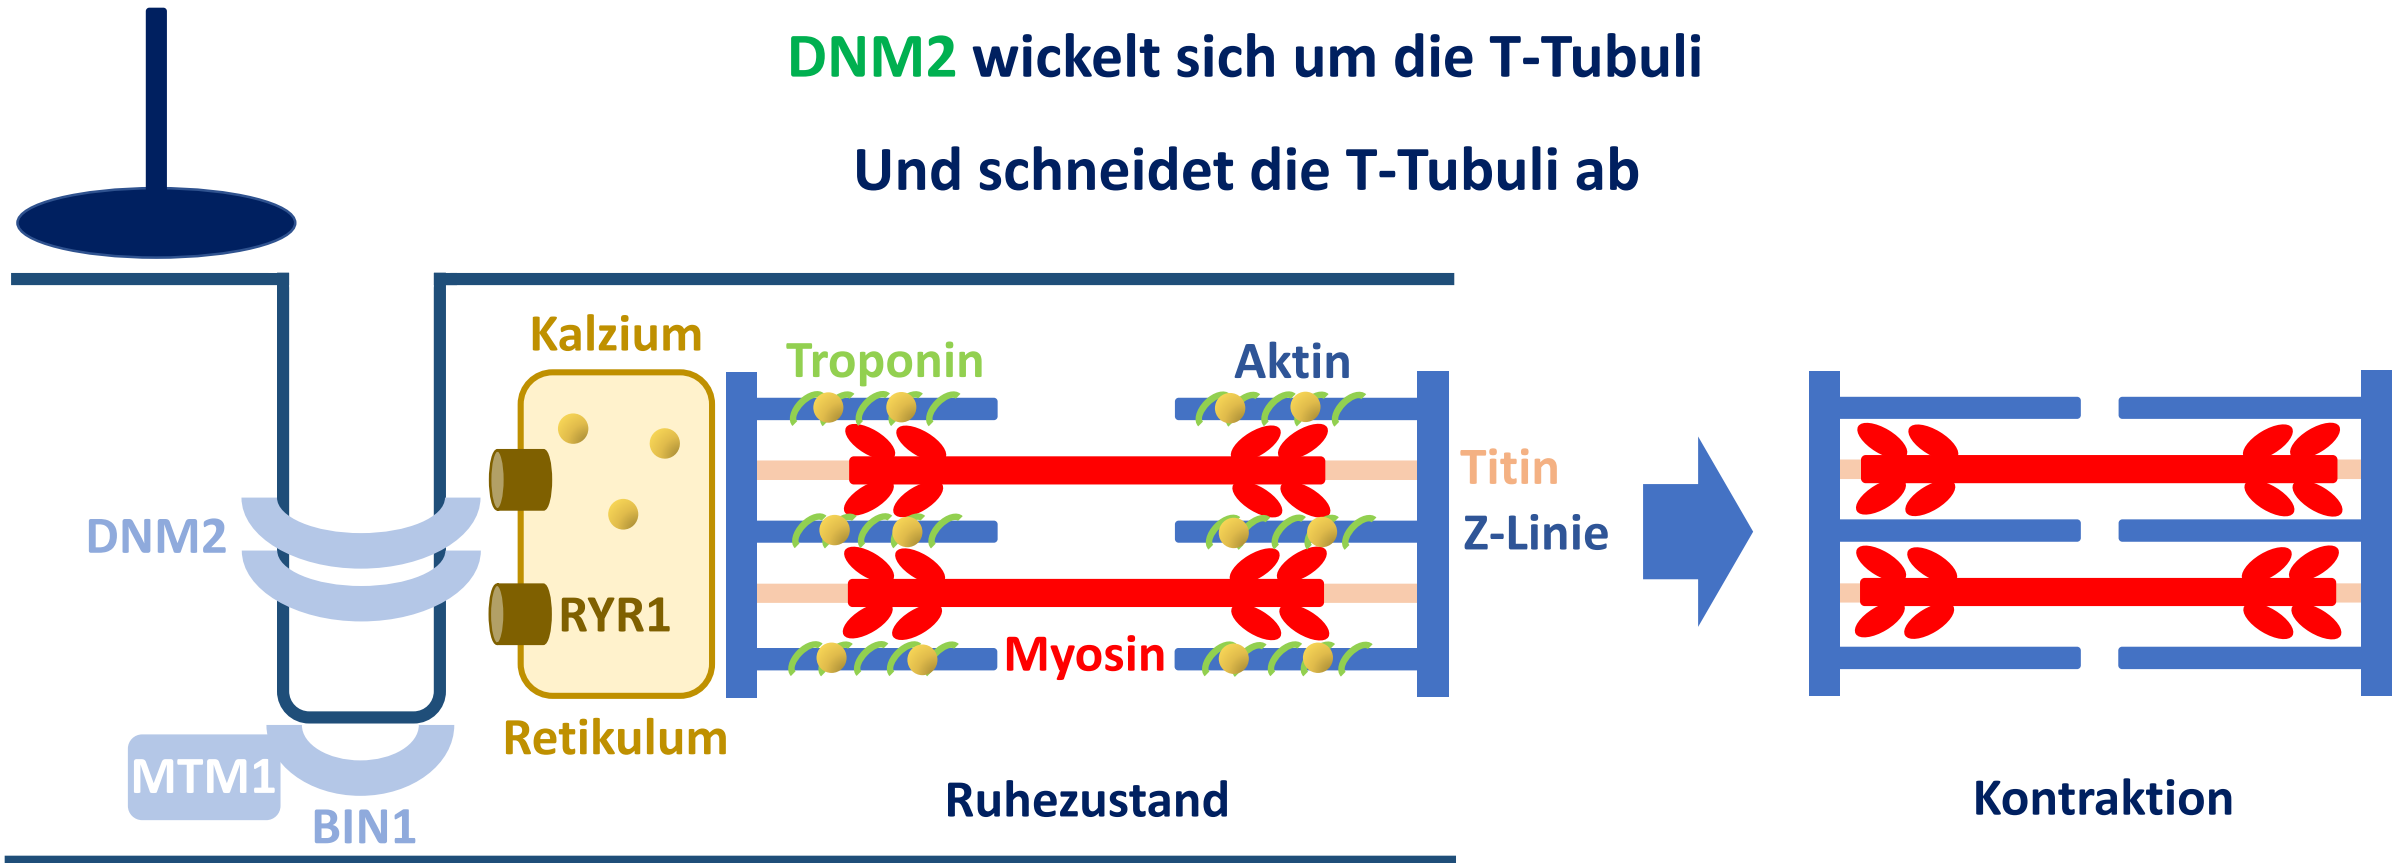 DNM2 wickelt sich um die T-Tubuli
Und schneidet die T-Tubuli ab
Kalzium
Troponin
Aktin
Titin
Z-Linie
DNM2
RYR1
Myosin
Retikulum
MTM1
BIN1
Ruhezustand
Kontraktion